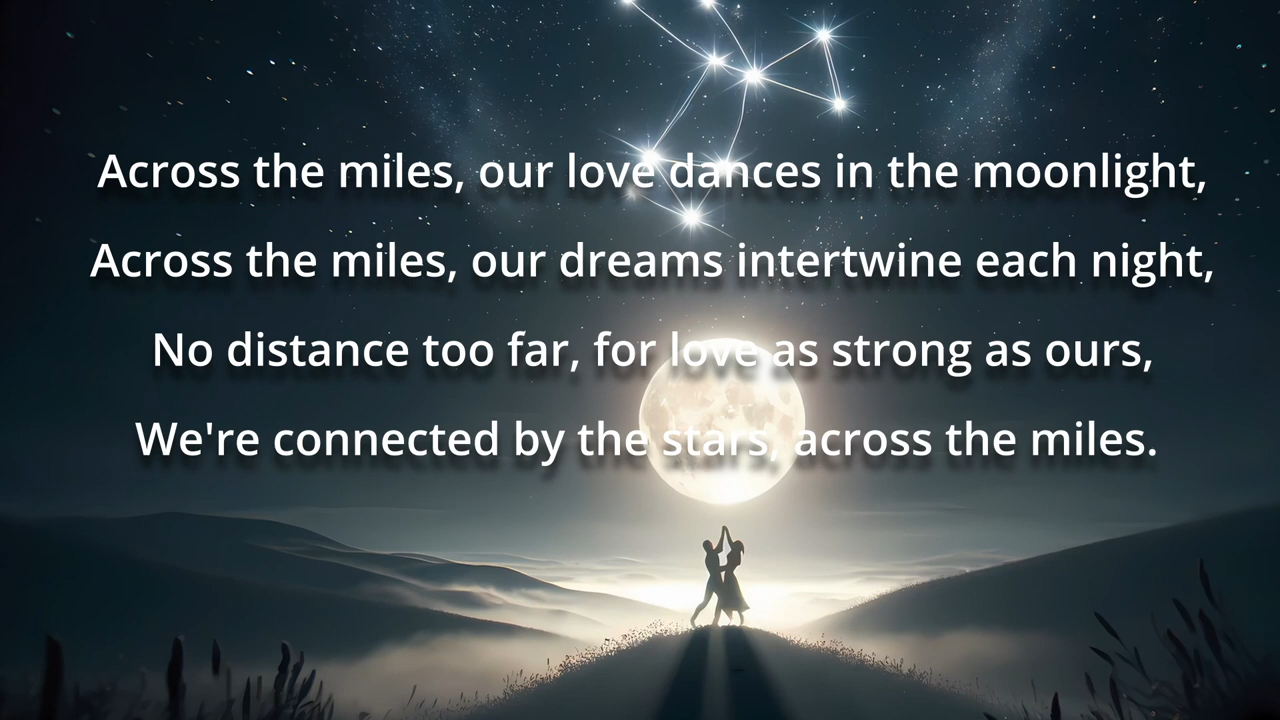 Across the miles, our love dances in the moonlight,
Across the miles, our dreams intertwine each night,
No distance too far, for love as strong as ours,
We're connected by the stars, across the miles.